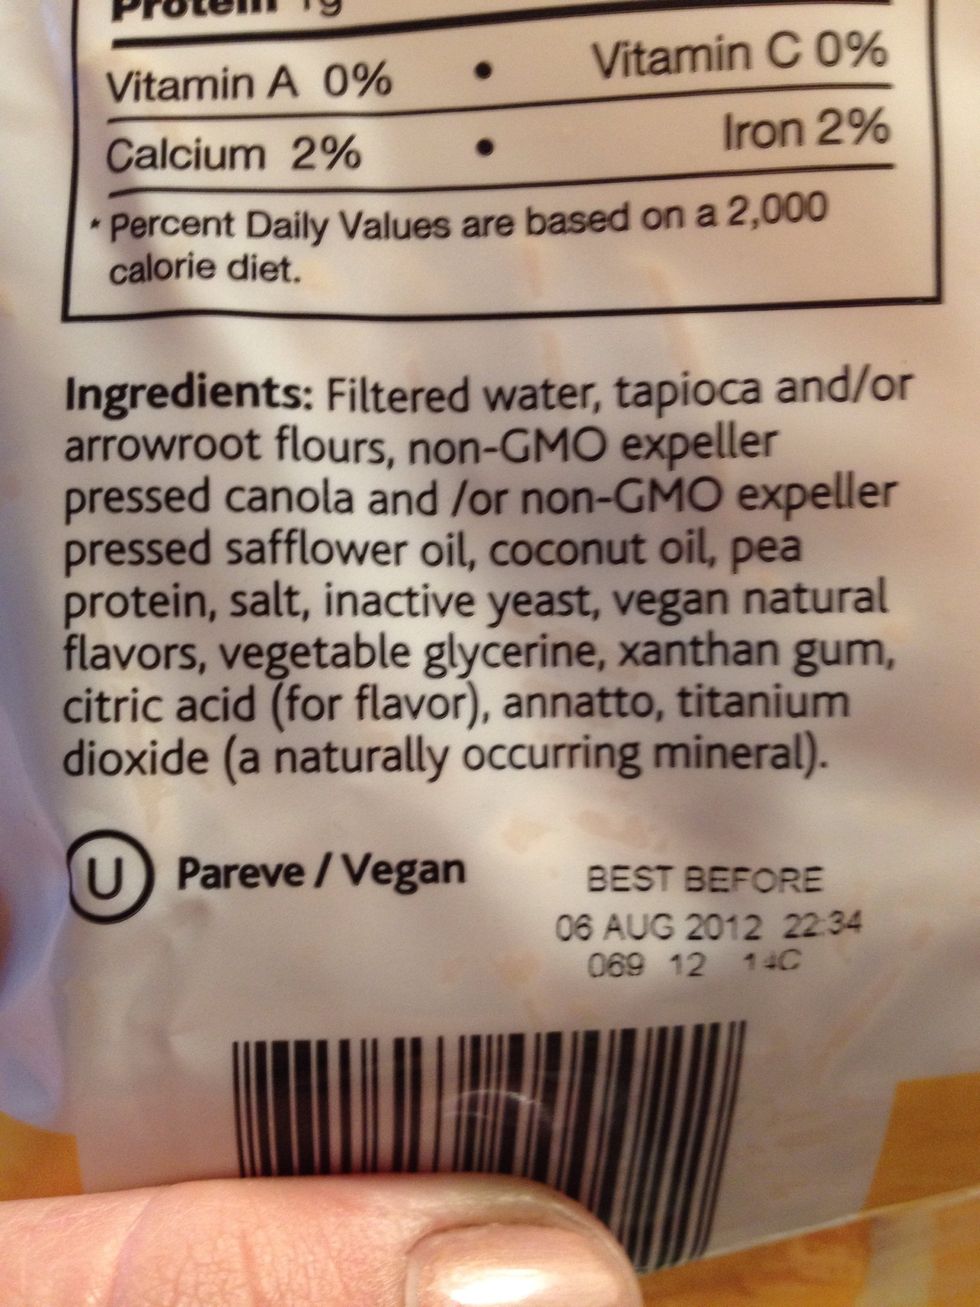 Protein 1g
Vitamin A 0% • Vitamin C 0%
Calcium 2% • Iron 2%
* Percent Daily Values are based on a 2,000
calorie diet.
Ingredients: Filtered water, tapioca and/or
arrowroot flours, non-GMO expeller
pressed canola and /or non-GMO expeller
pressed safflower oil, coconut oil, pea
protein, salt, inactive yeast, vegan natural
flavors, vegetable glycerine, xanthan gum,
citric acid (for flavor), annatto, titanium
dioxide (a naturally occurring mineral).
U Pareve / Vegan
BEST BEFORE
06 AUG 2012 22:34
069 12 14C